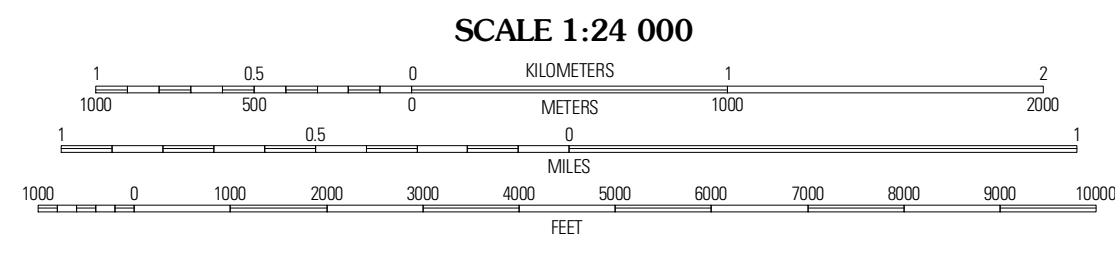 SCALE 1:24 000
1 0.5 0 KILOMETERS 1 2
1000 500 0 METERS 1000 2000
1 0.5 0 1
MILES
1000 0 1000 2000 3000 4000 5000 6000 7000 8000 9000 10000
FEET